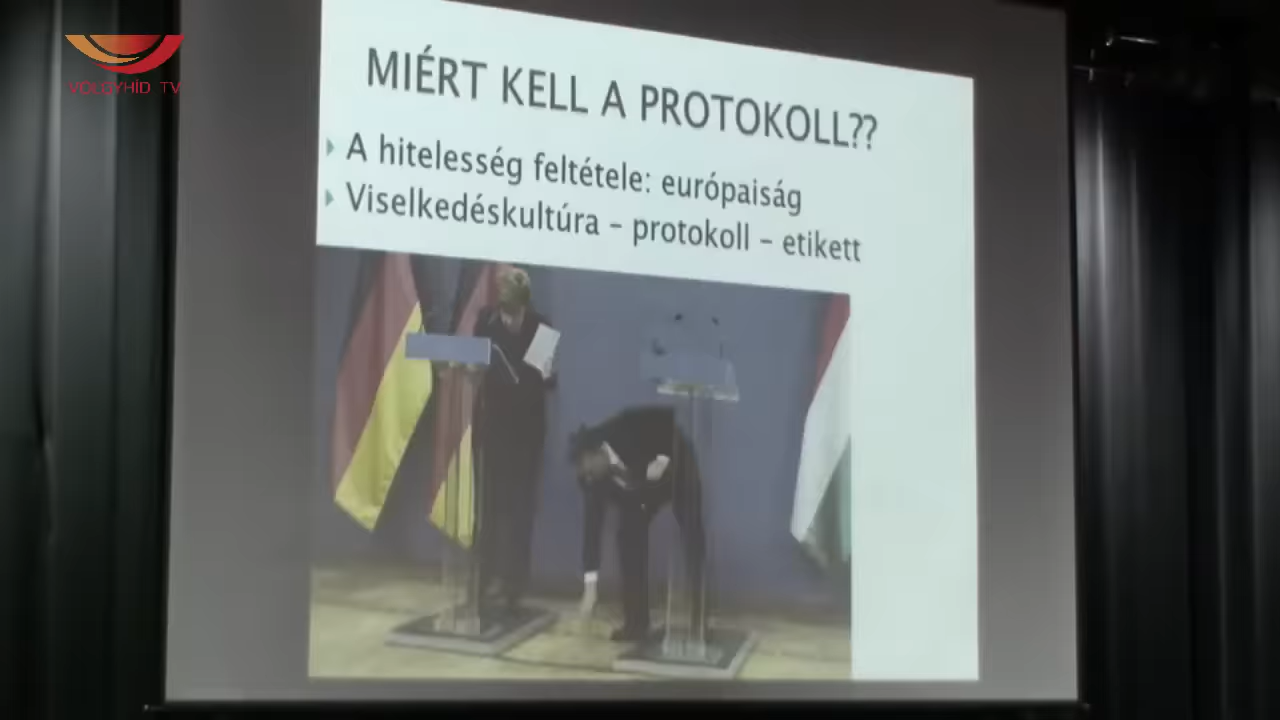 VÖLGYHÍD TV
MIÉRT KELL A PROTOKOLL??
A hitelesség feltétele: európaiság
Viselkedéskultúra – protokoll – etikett